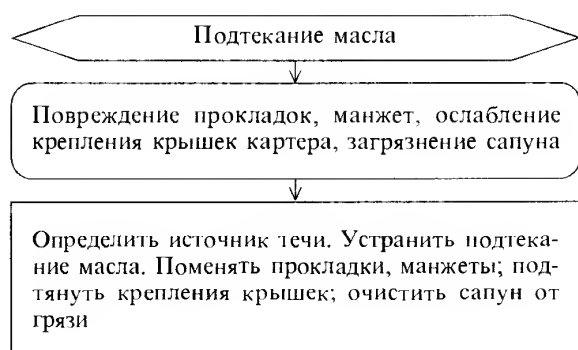 Подтекание масла
Повреждение прокладок, манжет, ослабление
крепления крышек картера, загрязнение сапуна
Определить источник течи. Устранить подтека-
ние масла. Поменять прокладки, манжеты; под-
тянуть крепления крышек; очистить сапун от
грязи